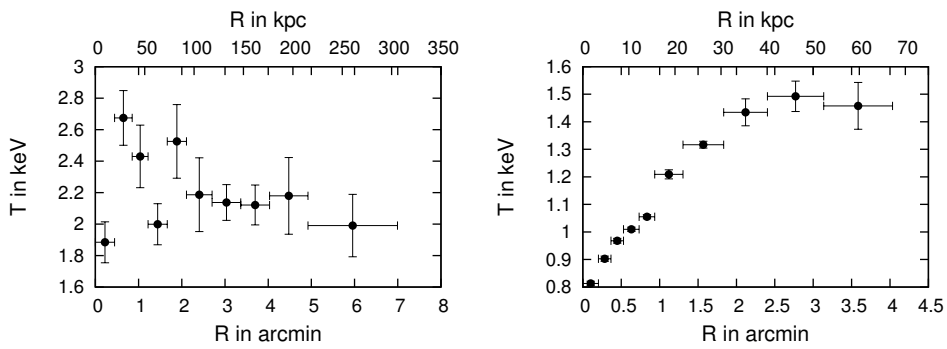 R in kpc
0 50 100 150 200 250 300 350
3
2.8
2.6
2.4
2.2
2
1.8
1.6
T in keV
0 1 2 3 4 5 6 7 8
R in arcmin
R in kpc
0 10 20 30 40 50 60 70
1.6
1.5
1.4
1.3
1.2
1.1
1
0.9
0.8
T in keV
0 0.5 1 1.5 2 2.5 3 3.5 4 4.5
R in arcmin